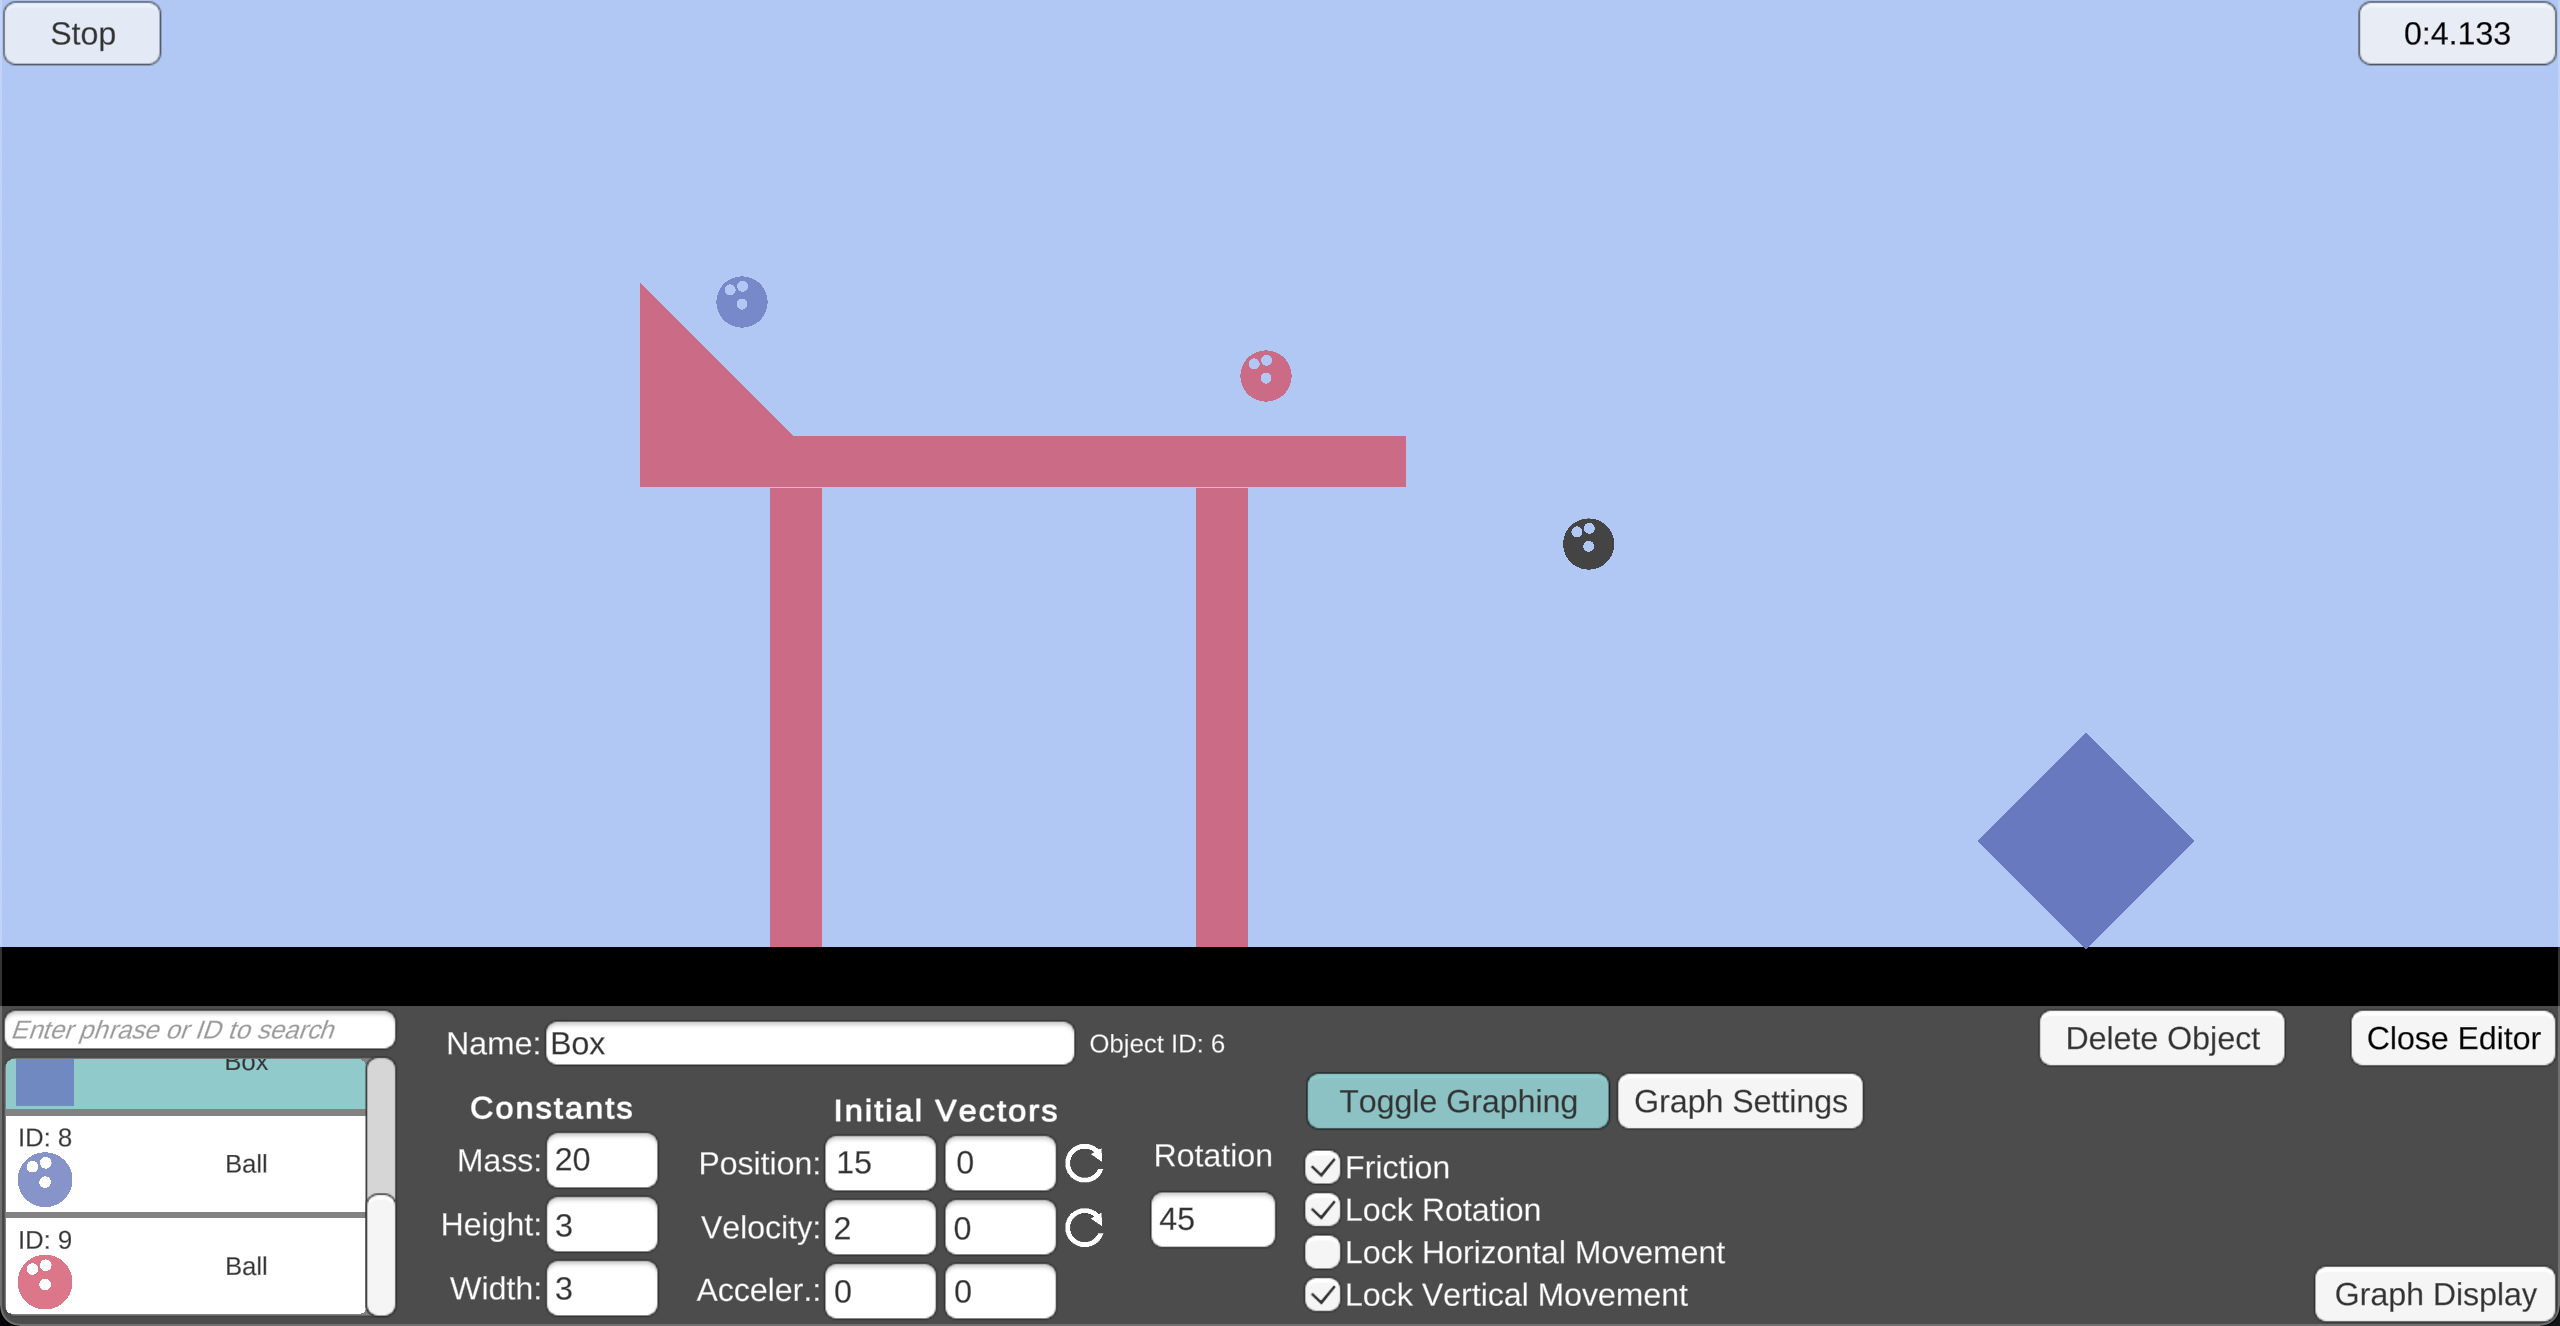 Stop
0:4.133
Enter phrase or ID to search
Box
ID: 8
Ball
ID: 9
Ball
Name: Box Object ID: 6
Delete Object
Close Editor
Constants
Mass: 20
Height: 3
Width: 3
Initial Vectors
Position: 15 0
Velocity: 2 0
Acceler.: 0 0
Rotation
45
Toggle Graphing
Graph Settings
Friction
Lock Rotation
Lock Horizontal Movement
Lock Vertical Movement
Graph Display